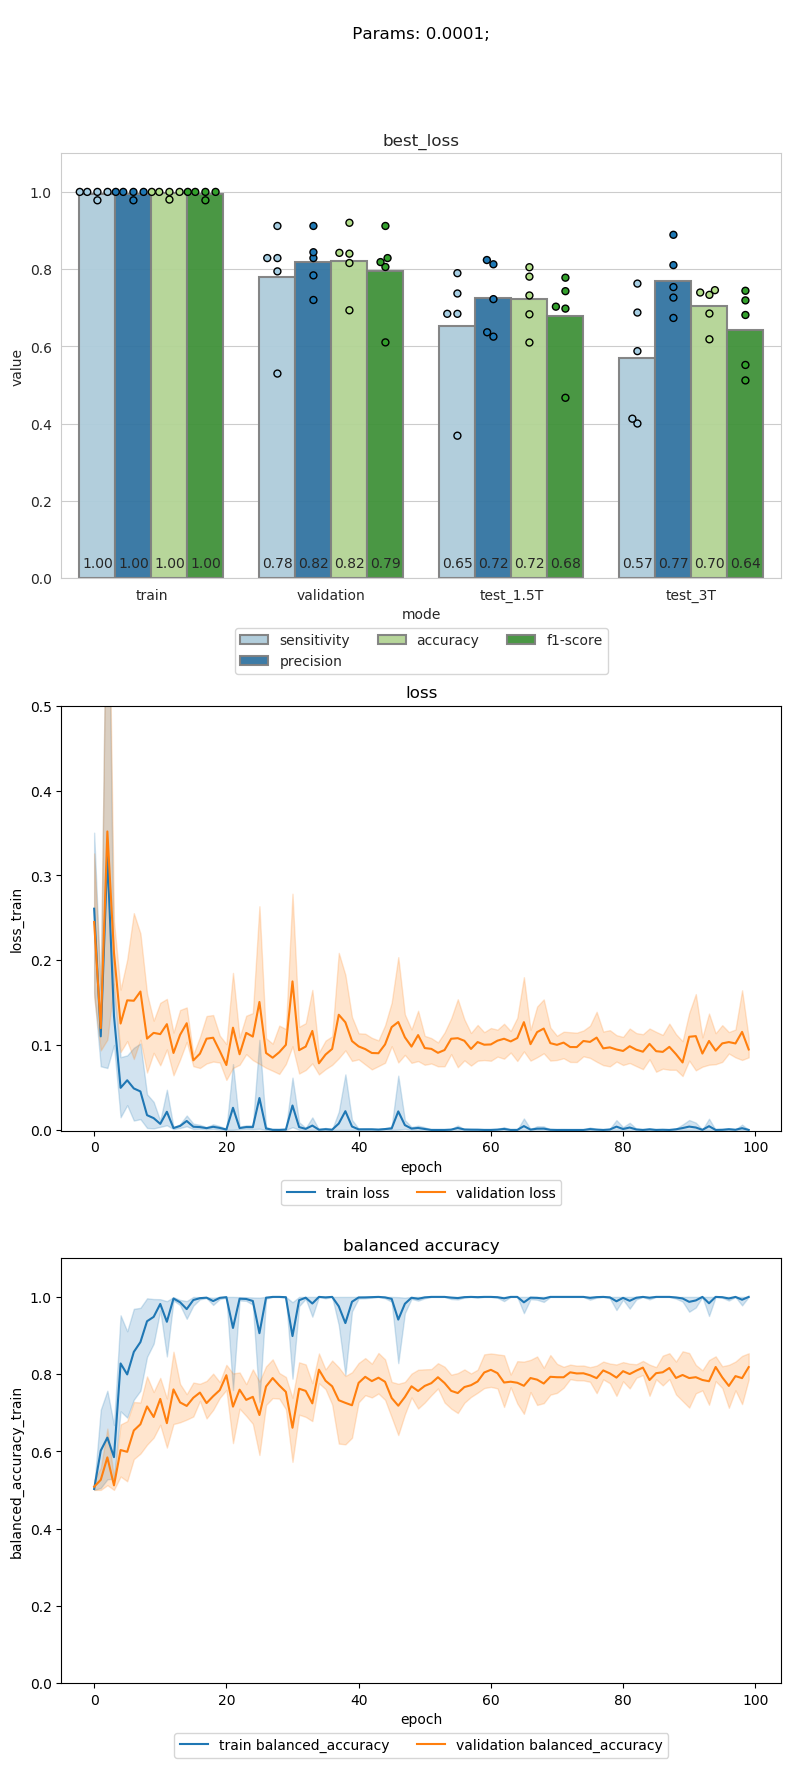 Params: 0.0001;
best_loss
1.0
0.8
0.6
0.4
0.2
0.0
value
1.00 1.00 1.00 1.00 0.78 0.82 0.82 0.79 0.65 0.72 0.72 0.68 0.57 0.77 0.70 0.64
train validation test_1.5T test_3T
mode
sensitivity accuracy f1-score
precision
loss
0.5
0.4
0.3
0.2
0.1
0.0
loss_train
0 20 40 60 80 100
epoch
train loss validation loss
balanced accuracy
1.0
0.8
0.6
0.4
0.2
0.0
balanced_accuracy_train
0 20 40 60 80 100
epoch
train balanced_accuracy validation balanced_accuracy